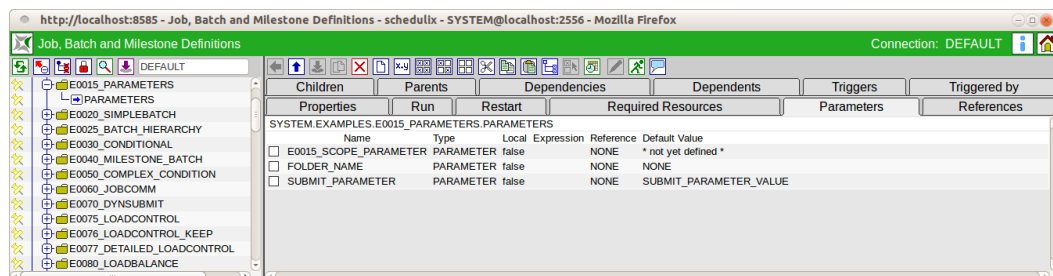 http://localhost:8585 - Job, Batch and Milestone Definitions - schedulix - SYSTEM@localhost:2556 - Mozilla Firefox
Job, Batch and Milestone Definitions
Connection: DEFAULT
DEFAULT
E0015_PARAMETERS
PARAMETERS
E0020_SIMPLEBATCH
E0025_BATCH_HIERARCHY
E0030_CONDITIONAL
E0040_MILESTONE_BATCH
E0050_COMPLEX_CONDITION
E0060_JOBCOMM
E0070_DYNSUBMIT
E0075_LOADCONTROL
E0076_LOADCONTROL_KEEP
E0077_DETAILED_LOADCONTROL
E0080_LOADBALANCE
Children Parents Dependencies Dependents Triggers Triggered by
Properties Run Restart Required Resources Parameters References
SYSTEM.EXAMPLES.E0015_PARAMETERS.PARAMETERS
Name Type Local Expression Reference Default Value
E0015_SCOPE_PARAMETER PARAMETER false NONE * not yet defined *
FOLDER_NAME PARAMETER false NONE NONE
SUBMIT_PARAMETER PARAMETER false NONE SUBMIT_PARAMETER_VALUE